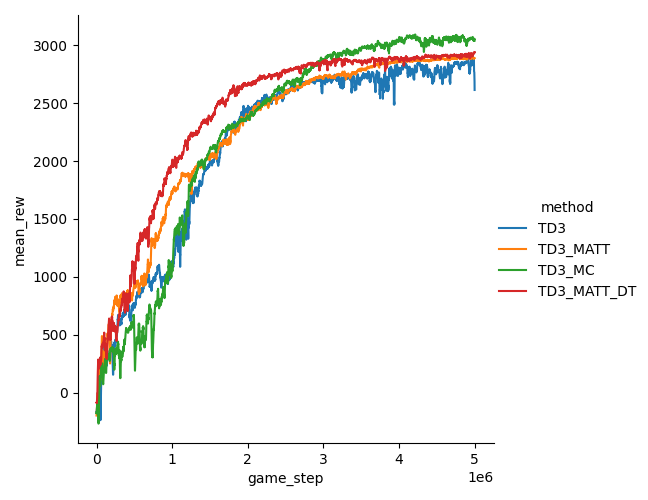 3000
2500
2000
1500
1000
500
0
mean_rew
0
1
2
3
4
5
1e6
game_step
method
TD3
TD3_MATT
TD3_MC
TD3_MATT_DT